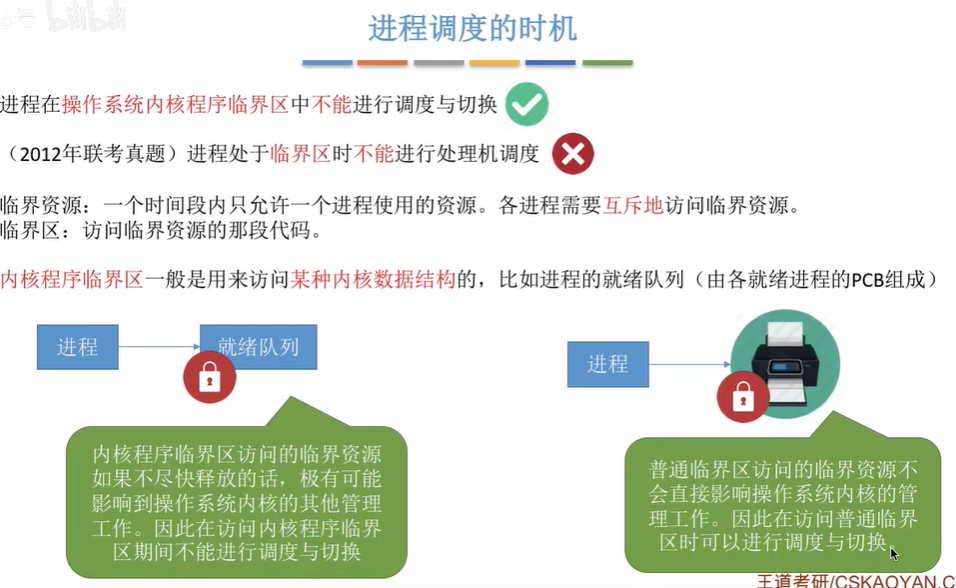 进程调度的时机
进程在操作系统内核程序临界区中不能进行调度与切换
（2012年联考真题）进程处于临界区时不能进行处理机调度
临界资源：一个时间段内只允许一个进程使用的资源。各进程需要互斥地访问临界资源。
临界区：访问临界资源的那段代码。
内核程序临界区一般是用来访问某种内核数据结构的，比如进程的就绪队列（由各就绪进程的PCB组成）
进程
就绪队列
进程
内核程序临界区访问的临界资源
如果不尽快释放的话，极有可能
影响到操作系统内核的其他管理
工作。因此在访问内核程序临界
区期间不能进行调度与切换
普通临界区访问的临界资源不
会直接影响操作系统内核的管
理工作。因此在访问普通临界
区时可以进行调度与切换。
王道考研/CSKAOYAN.C